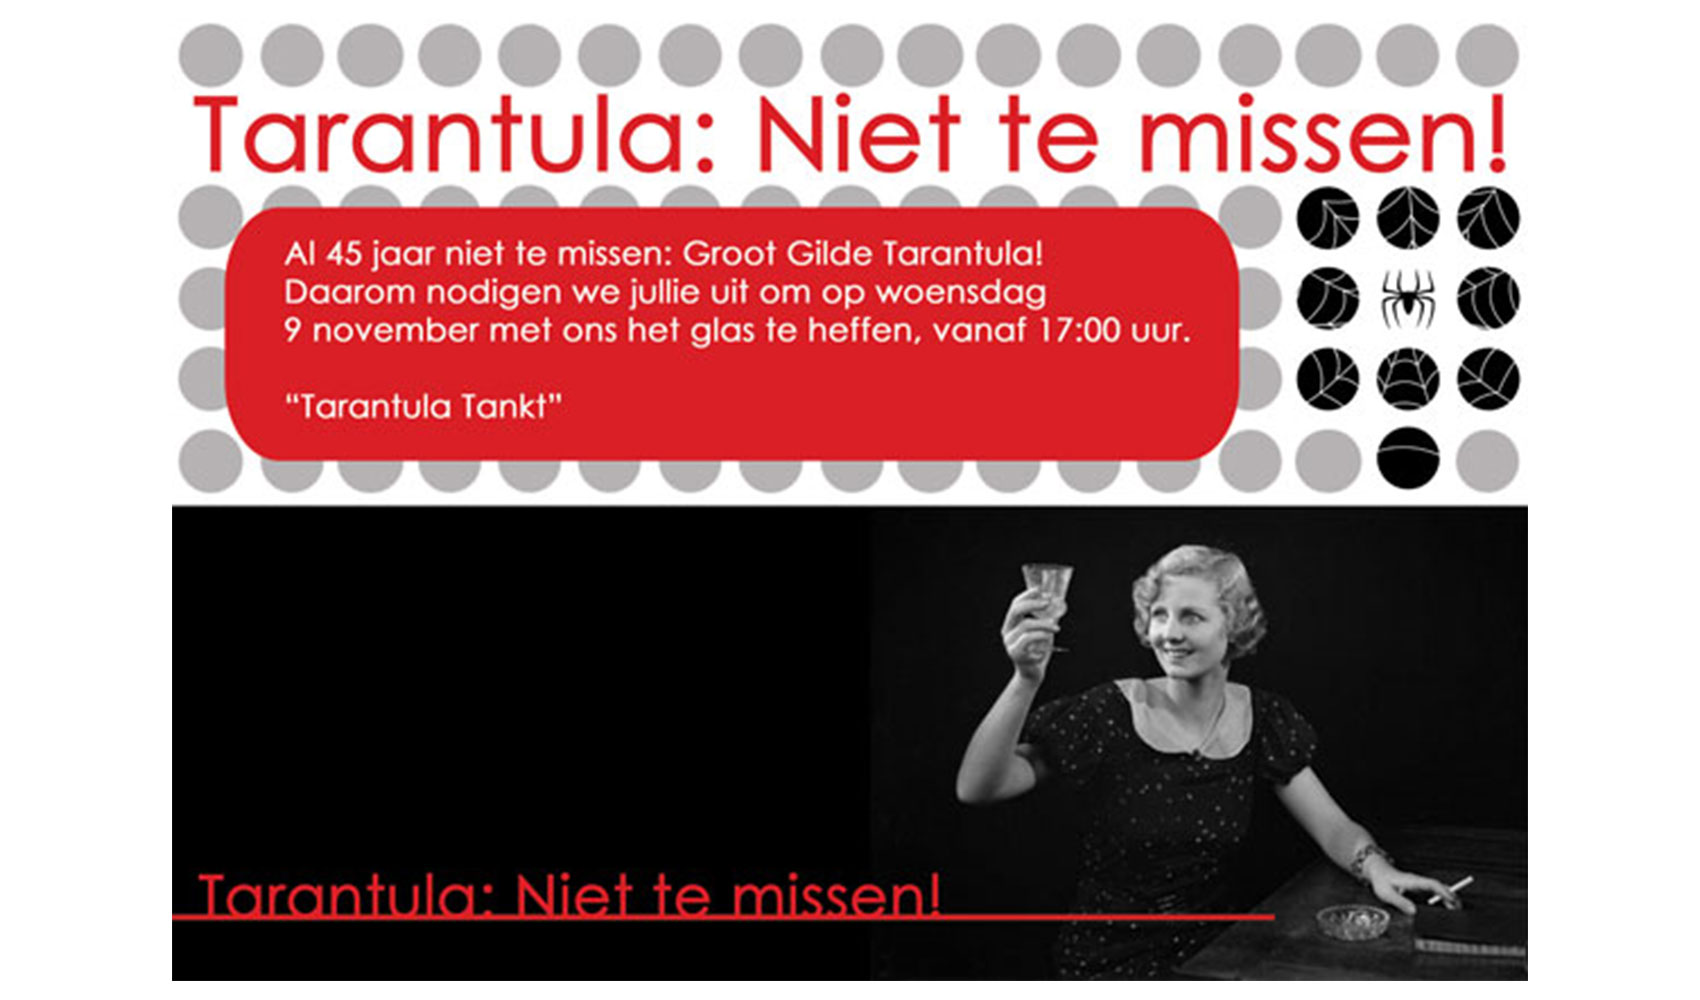 Tarantula: Niet te missen!
Al 45 jaar niet te missen: Groot Gilde Tarantula!
Daarom nodigen we jullie uit om op woensdag
9 november met ons het glas te heffen, vanaf 17:00 uur.
“Tarantula Tankt”
Tarantula: Niet te missen!